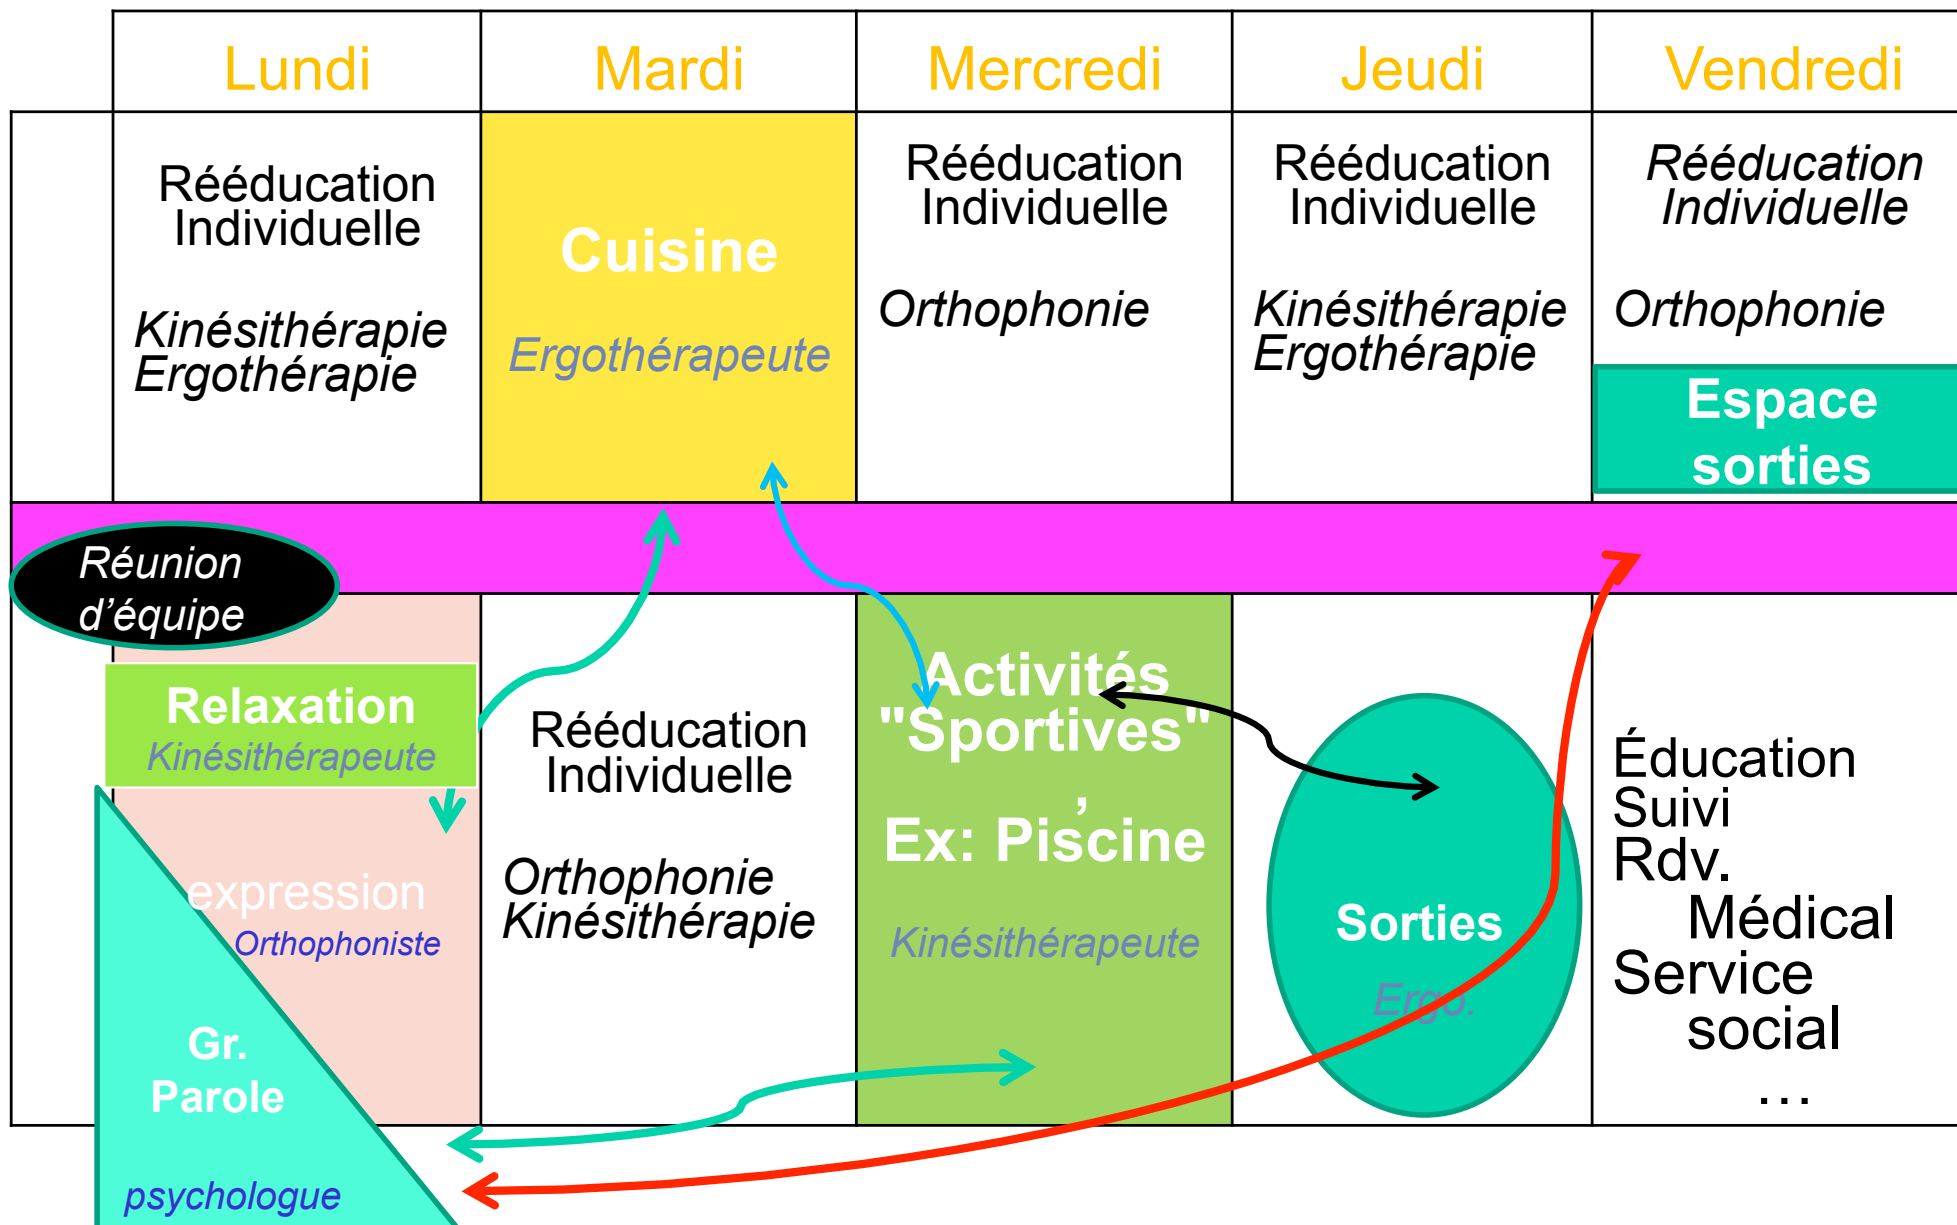 Lundi
Mardi
Mercredi
Jeudi
Vendredi
Rééducation
Individuelle
Kinésithérapie
Ergothérapie
Cuisine
Ergothérapeute
Rééducation
Individuelle
Orthophonie
Rééducation
Individuelle
Kinésithérapie
Ergothérapie
Rééducation
Individuelle
Orthophonie
Espace
sorties
Réunion
d’équipe
Relaxation
Kinésithérapeute
expression
Orthophoniste
Gr.
Parole
psychologue
Rééducation
Individuelle
Orthophonie
Kinésithérapie
Activités
"Sportives"
,
Ex: Piscine
Kinésithérapeute
Sorties
Ergo.
Éducation
Suivi
Rdv.
Médical
Service
social
…